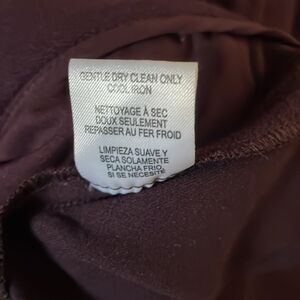 GENTLE DRY CLEAN ONLY
COOL IRON
NETTOYAGE À SEC
DOUX SEULEMENT
REPASSER AU FER FROID
LIMPIEZA SUAVE Y
SECA SOLAMENTE
PLANCHA FRIO
SI SE NECESITE